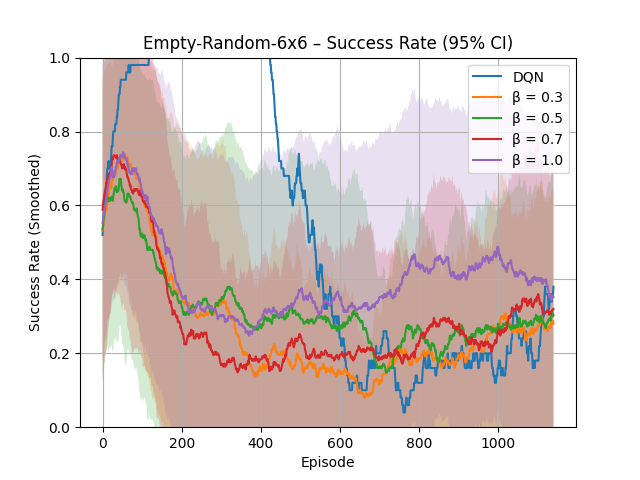 Empty-Random-6x6 – Success Rate (95% CI)
Success Rate (Smoothed)
1.0
0.8
0.6
0.4
0.2
0.0
0 200 400 600 800 1000
Episode
DQN
β = 0.3
β = 0.5
β = 0.7
β = 1.0